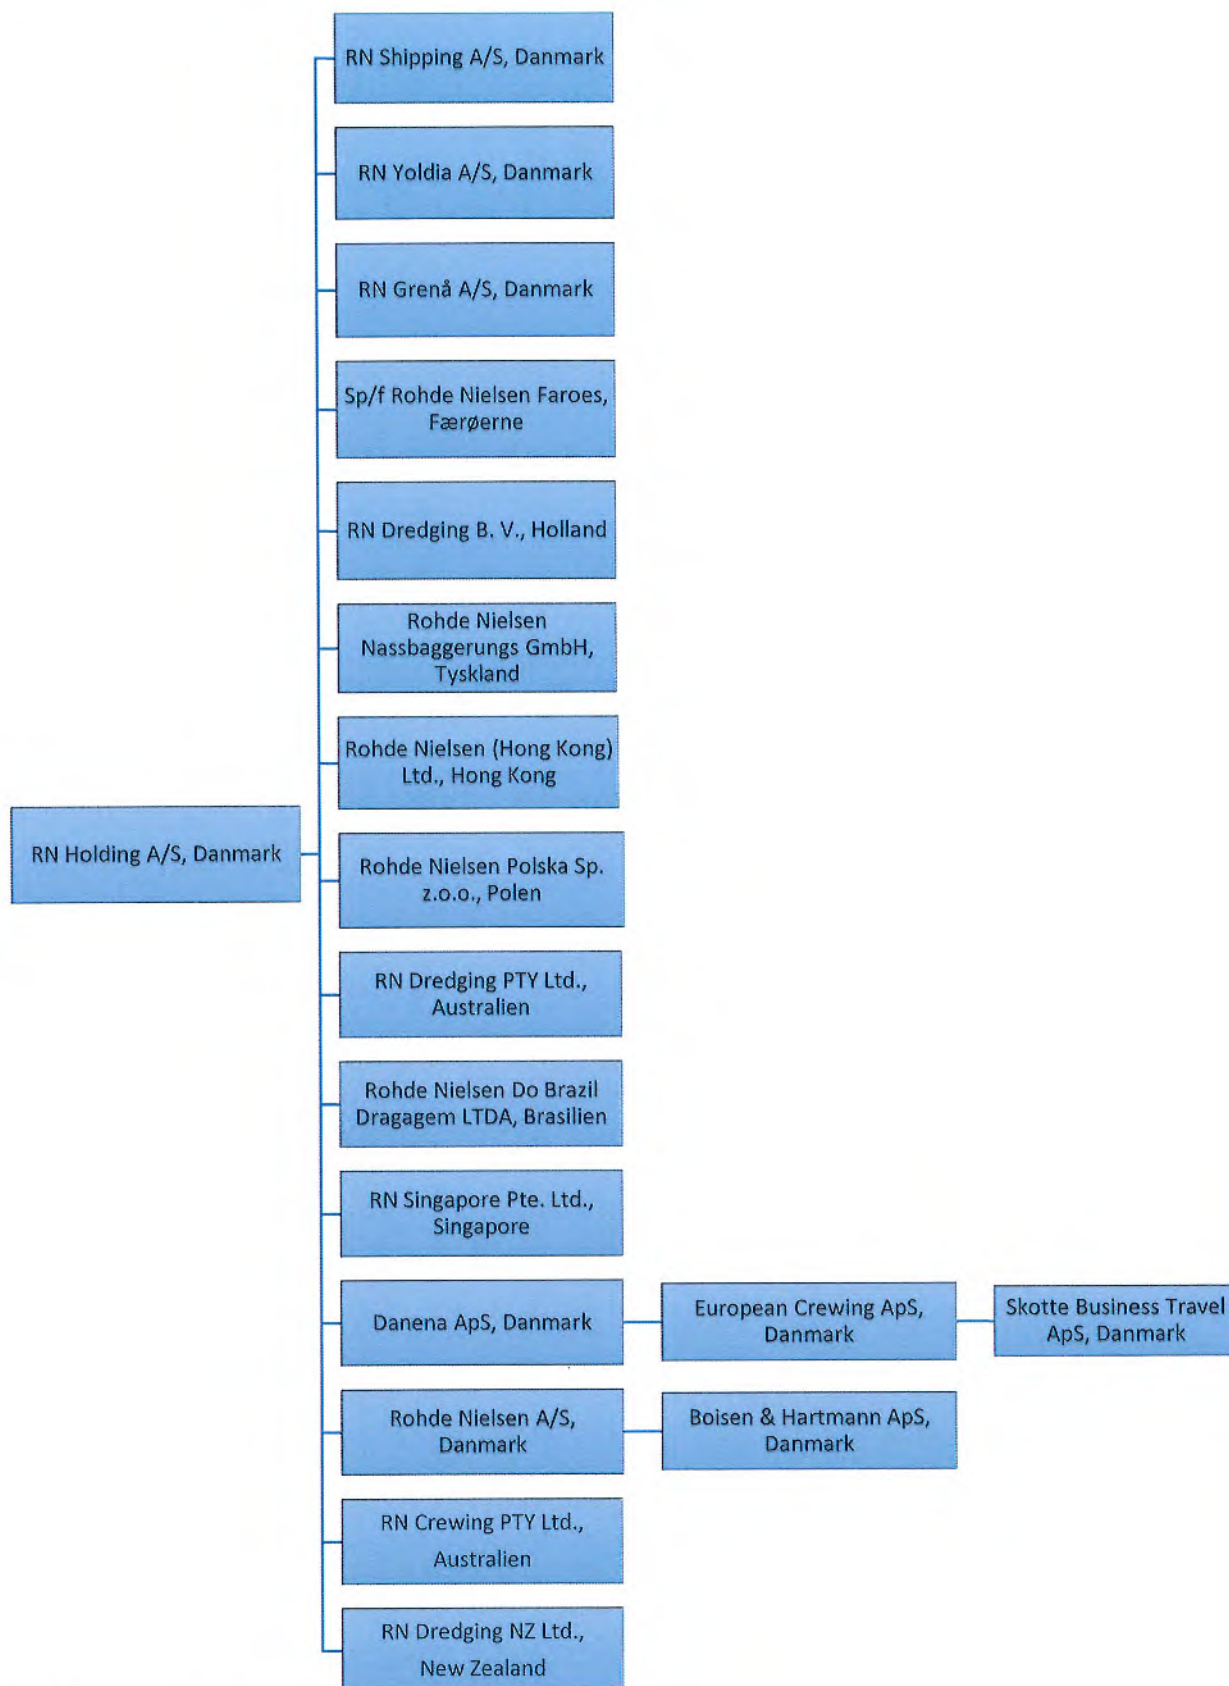 RN Shipping A/S, Danmark
RN Yoldia A/S, Danmark
RN Grenå A/S, Danmark
Sp/f Rohde Nielsen Faroes,
Færøerne
RN Dredging B. V., Holland
Rohde Nielsen
Nassbaggerungs GmbH,
Tyskland
Rohde Nielsen (Hong Kong)
Ltd., Hong Kong
RN Holding A/S, Danmark
Rohde Nielsen Polska Sp.
z.o.o., Polen
RN Dredging PTY Ltd.,
Australien
Rohde Nielsen Do Brazil
Dragagem LTDA, Brasilien
RN Singapore Pte. Ltd.,
Singapore
Danena ApS, Danmark
European Crewing ApS,
Danmark
Skotte Business Travel
ApS, Danmark
Rohde Nielsen A/S,
Danmark
Boisen & Hartmann ApS,
Danmark
RN Crewing PTY Ltd.,
Australien
RN Dredging NZ Ltd.,
New Zealand